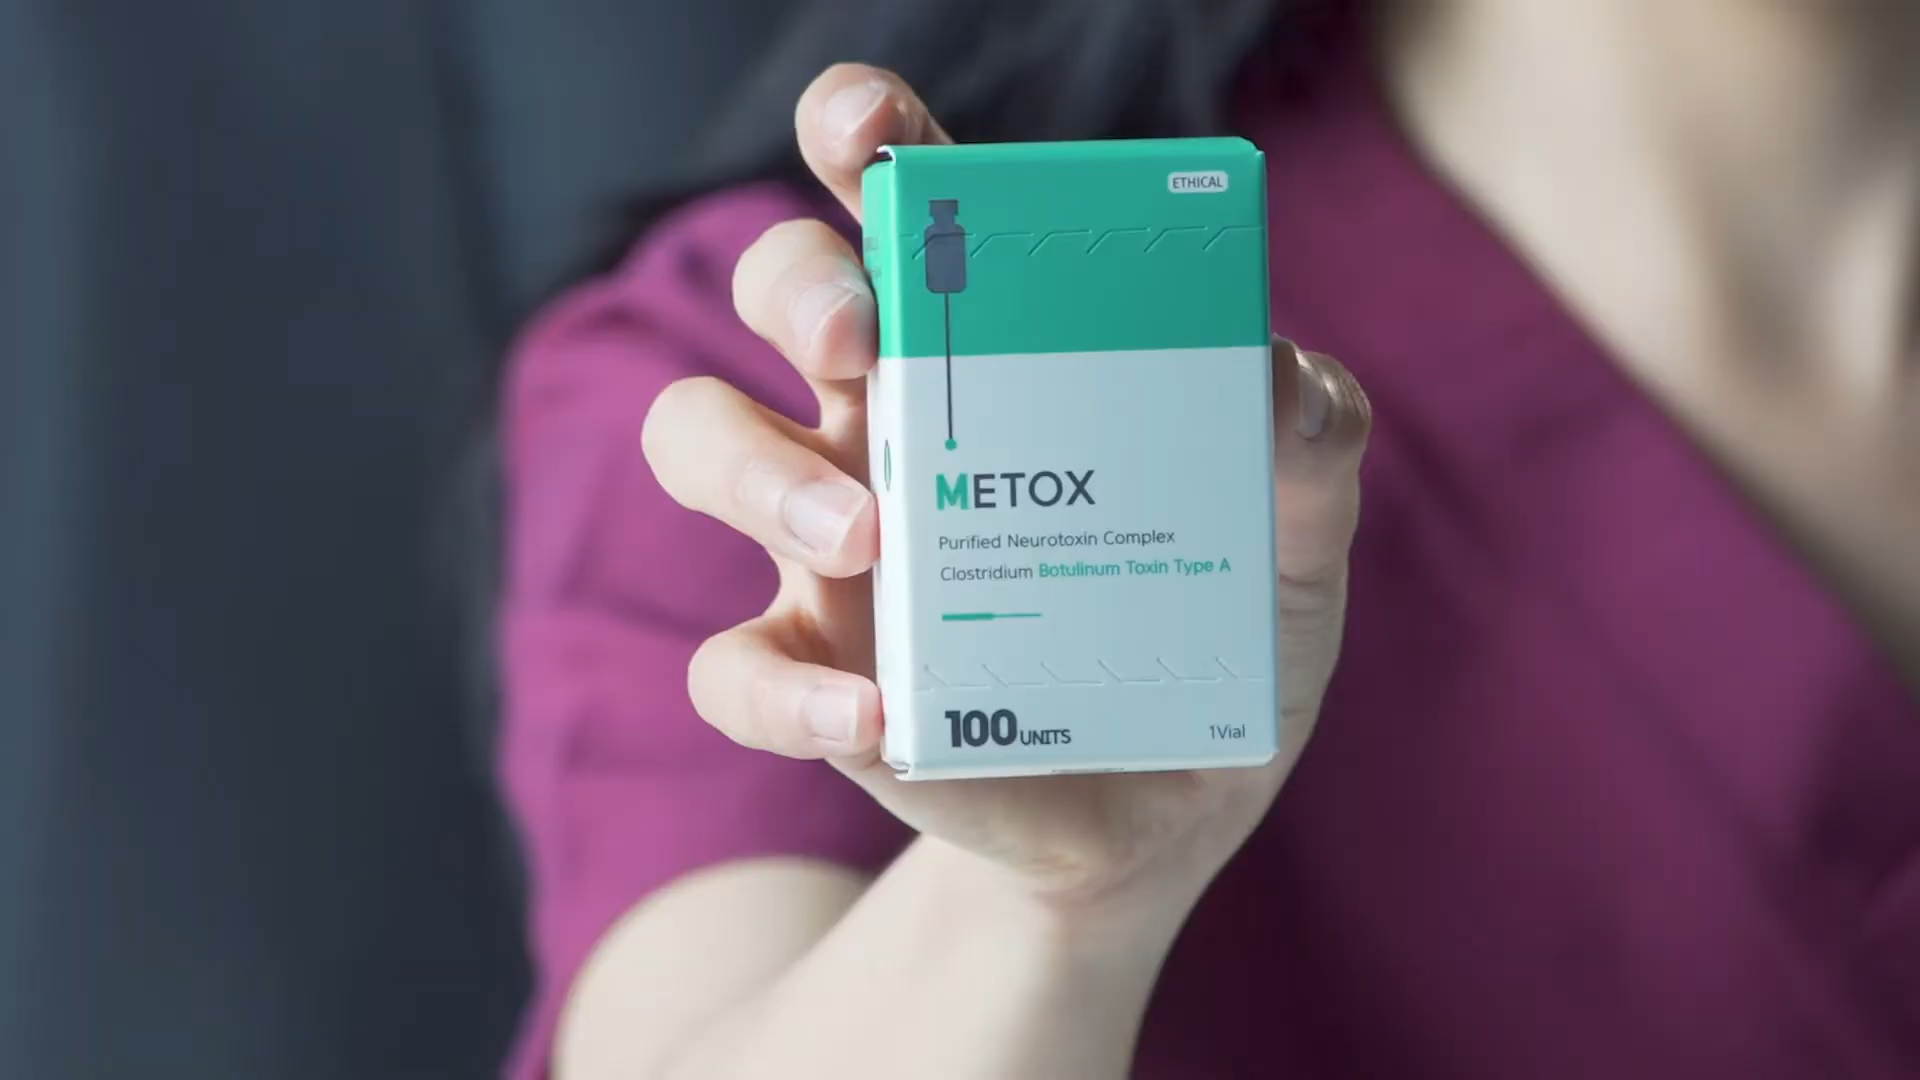 ETHICAL
METOX
Purified Neurotoxin Complex
Clostridium Botulinum Toxin Type A
100 UNITS
1Vial